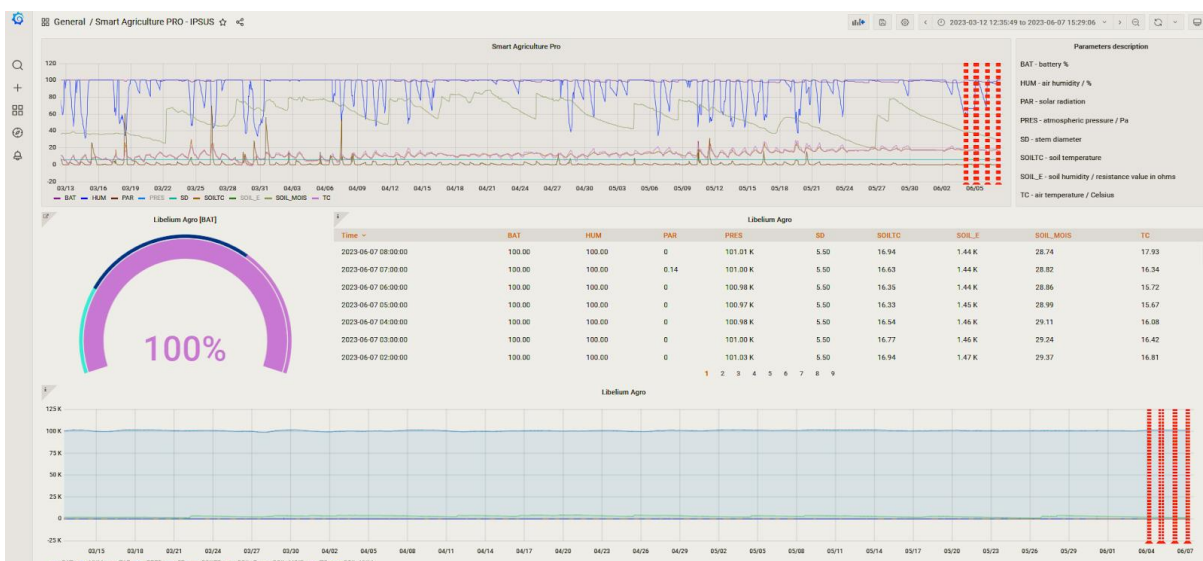 General / Smart Agriculture PRO - IPSUS
2023-03-12 12:35:49 to 2023-06-07 15:29:06
Smart Agriculture Pro
120
100
80
60
40
20
0
-20
03/13 03/16 03/19 03/22 03/25 03/28 03/31 04/03 04/06 04/09 04/12 04/15 04/18 04/21 04/24 04/27 04/30 05/03 05/06 05/09 05/12 05/15 05/18 05/21 05/24 05/27 05/30 06/02 06/05
BAT HUM PAR PRES SD SOILTC SOIL_E SOIL_MOIS TC
Parameters description
BAT - battery %
HUM - air humidity / %
PAR - solar radiation
PRES - atmospheric pressure / Pa
SD - stem diameter
SOILTC - soil temperature
SOIL_E - soil humidity / resistance value in ohms
TC - air temperature / Celsius
Libelium Agro [BAT]
100%
Libelium Agro
Time BAT HUM PAR PRES SD SOILTC SOIL_E SOIL_MOIS TC
2023-06-07 08:00:00 100.00 100.00 0 101.01 K 5.50 16.94 1.44 K 28.74 17.93
2023-06-07 07:00:00 100.00 100.00 0.14 101.00 K 5.50 16.63 1.44 K 28.82 16.34
2023-06-07 06:00:00 100.00 100.00 0 100.98 K 5.50 16.35 1.44 K 28.86 15.72
2023-06-07 05:00:00 100.00 100.00 0 100.97 K 5.50 16.33 1.45 K 28.99 15.67
2023-06-07 04:00:00 100.00 100.00 0 100.98 K 5.50 16.54 1.46 K 29.11 16.08
2023-06-07 03:00:00 100.00 100.00 0 101.00 K 5.50 16.77 1.46 K 29.24 16.42
2023-06-07 02:00:00 100.00 100.00 0 101.03 K 5.50 16.94 1.47 K 29.37 16.81
1 2 3 4 5 6 7 8 9
Libelium Agro
125 K
100 K
75 K
50 K
25 K
0
-25 K
03/15 03/18 03/21 03/24 03/27 03/30 04/02 04/05 04/08 04/11 04/14 04/17 04/20 04/23 04/26 04/29 05/02 05/05 05/08 05/11 05/14 05/17 05/20 05/23 05/26 05/29 06/01 06/04 06/07